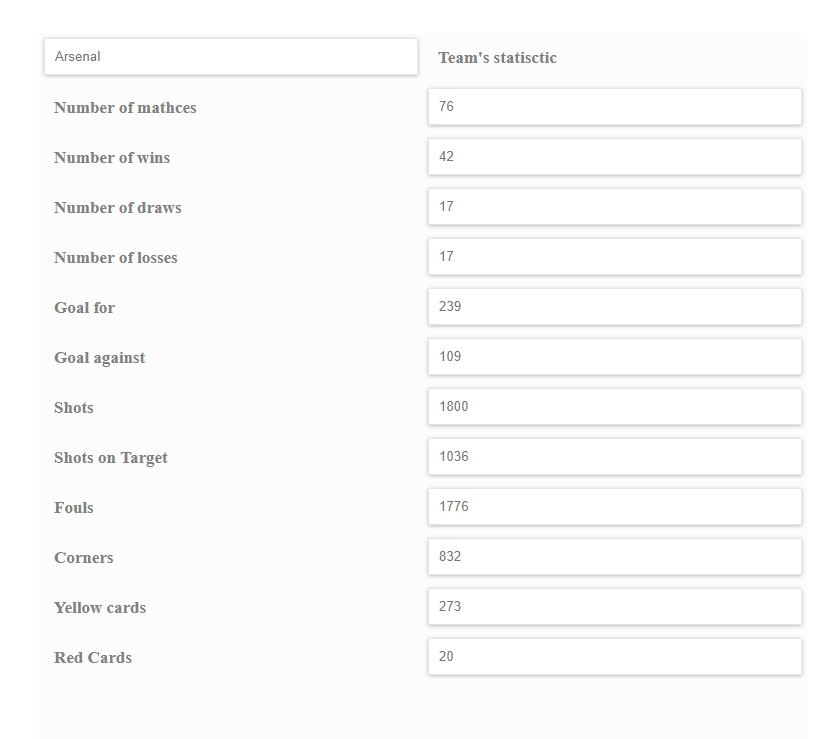 Arsenal Team's statisctic
Number of mathces 76
Number of wins 42
Number of draws 17
Number of losses 17
Goal for 239
Goal against 109
Shots 1800
Shots on Target 1036
Fouls 1776
Corners 832
Yellow cards 273
Red Cards 20